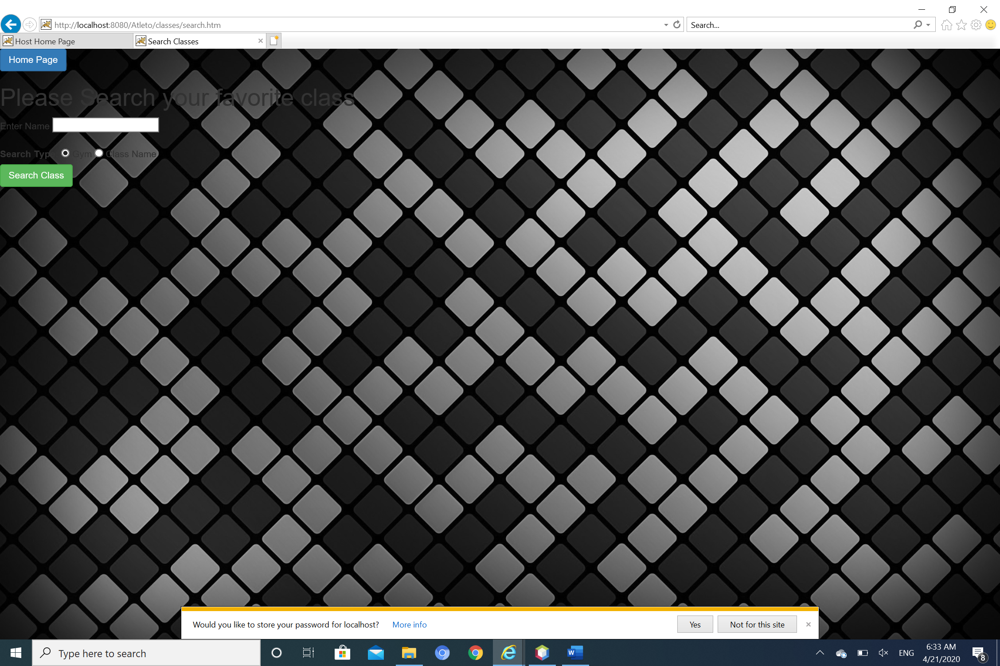 http://localhost:8080/Atleto/classes/search.htm
Search...
Host Home Page
Search Classes
Home Page
Please Search your favorite class
Enter Name
Search Type Gym Class Name
Search Class
Would you like to store your password for localhost? More info Yes Not for this site
Type here to search
ENG
6:33 AM
4/21/2020
8